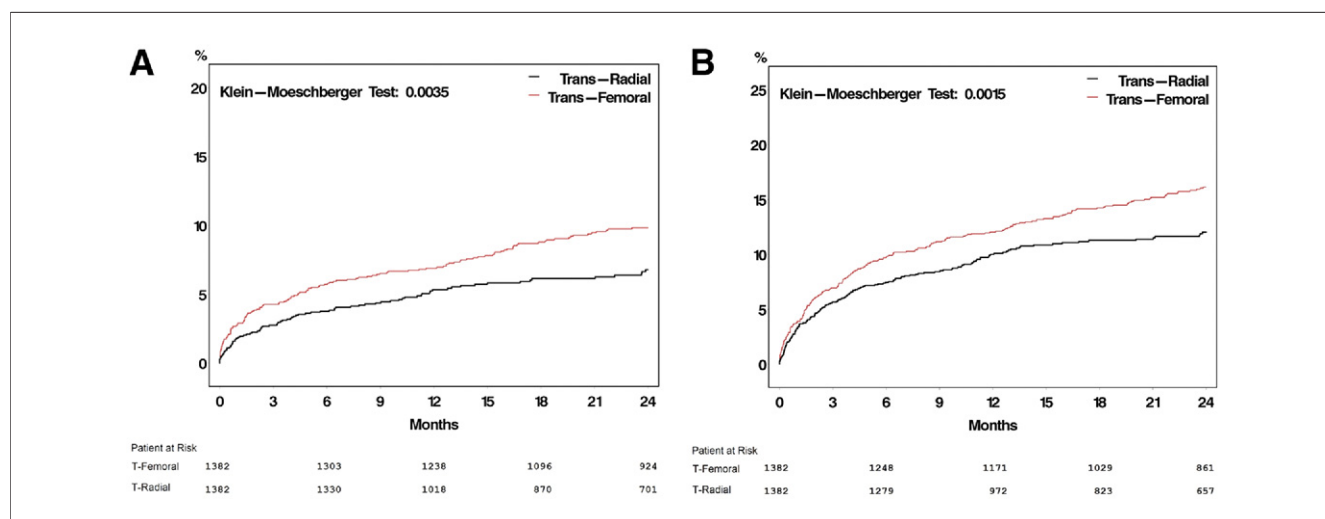 A
%
20
15
10
5
0
Klein—Moeschberger Test: 0.0035
Trans—Radial
Trans—Femoral
0 3 6 9 12 15 18 21 24
Months
Patient at Risk
T-Femoral 1382 1303 1238 1096 924
T-Radial 1382 1330 1018 870 701
B
%
25
20
15
10
5
0
Klein—Moeschberger Test: 0.0015
Trans—Radial
Trans—Femoral
0 3 6 9 12 15 18 21 24
Months
Patient at Risk
T-Femoral 1382 1248 1171 1029 861
T-Radial 1382 1279 972 823 657